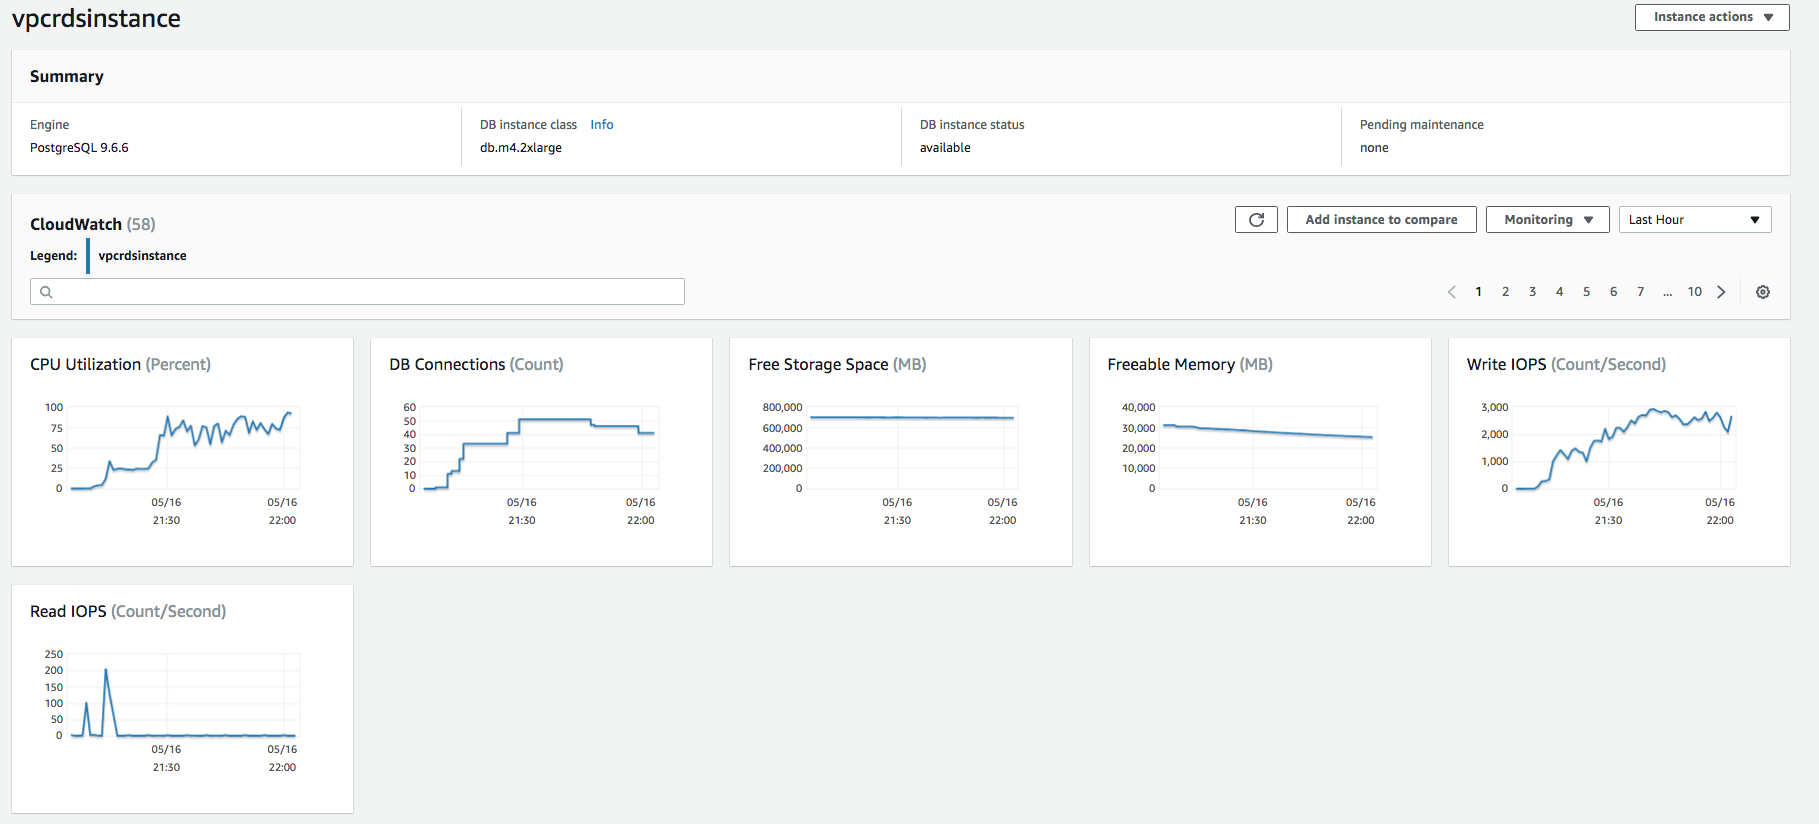 vpcrdsinstance
Instance actions
Summary
Engine
PostgreSQL 9.6.6
DB instance class Info
db.m4.2xlarge
DB instance status
available
Pending maintenance
none
CloudWatch (58)
Add instance to compare
Monitoring
Last Hour
Legend: vpcrdsinstance
1 2 3 4 5 6 7 ... 10
CPU Utilization (Percent)
100
75
50
25
0
05/16 05/16
21:30 22:00
DB Connections (Count)
60
50
40
30
20
10
0
05/16 05/16
21:30 22:00
Free Storage Space (MB)
800,000
600,000
400,000
200,000
0
05/16 05/16
21:30 22:00
Freeable Memory (MB)
40,000
30,000
20,000
10,000
0
05/16 05/16
21:30 22:00
Write IOPS (Count/Second)
3,000
2,000
1,000
0
05/16 05/16
21:30 22:00
Read IOPS (Count/Second)
250
200
150
100
50
0
05/16 05/16
21:30 22:00